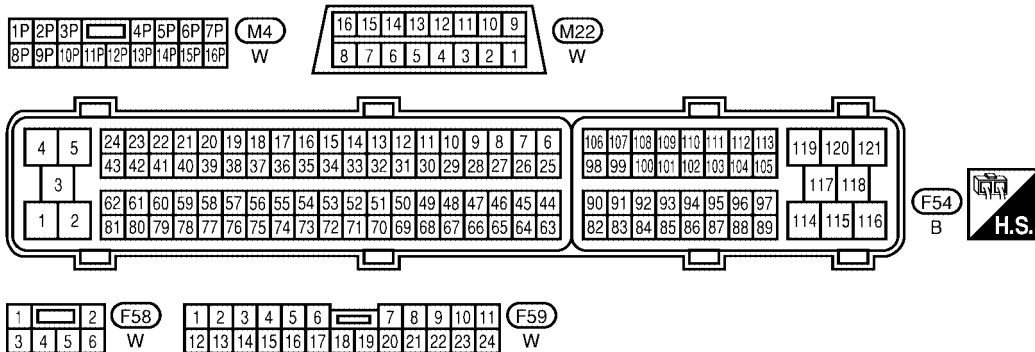 1P 2P 3P 4P 5P 6P 7P
8P 9P 10P 11P 12P 13P 14P 15P 16P
M4
W
16 15 14 13 12 11 10 9
8 7 6 5 4 3 2 1
M22
W
4 5
3
1 2
24 23 22 21 20 19 18 17 16 15 14 13 12 11 10 9 8 7 6
43 42 41 40 39 38 37 36 35 34 33 32 31 30 29 28 27 26 25
62 61 60 59 58 57 56 55 54 53 52 51 50 49 48 47 46 45 44
81 80 79 78 77 76 75 74 73 72 71 70 69 68 67 66 65 64 63
106 107 108 109 110 111 112 113
98 99 100 101 102 103 104 105
90 91 92 93 94 95 96 97
82 83 84 85 86 87 88 89
119 120 121
117 118
114 115 116
F54
B
H.S.
1 2
3 4 5 6
F58
W
1 2 3 4 5 6 7 8 9 10 11
12 13 14 15 16 17 18 19 20 21 22 23 24
F59
W